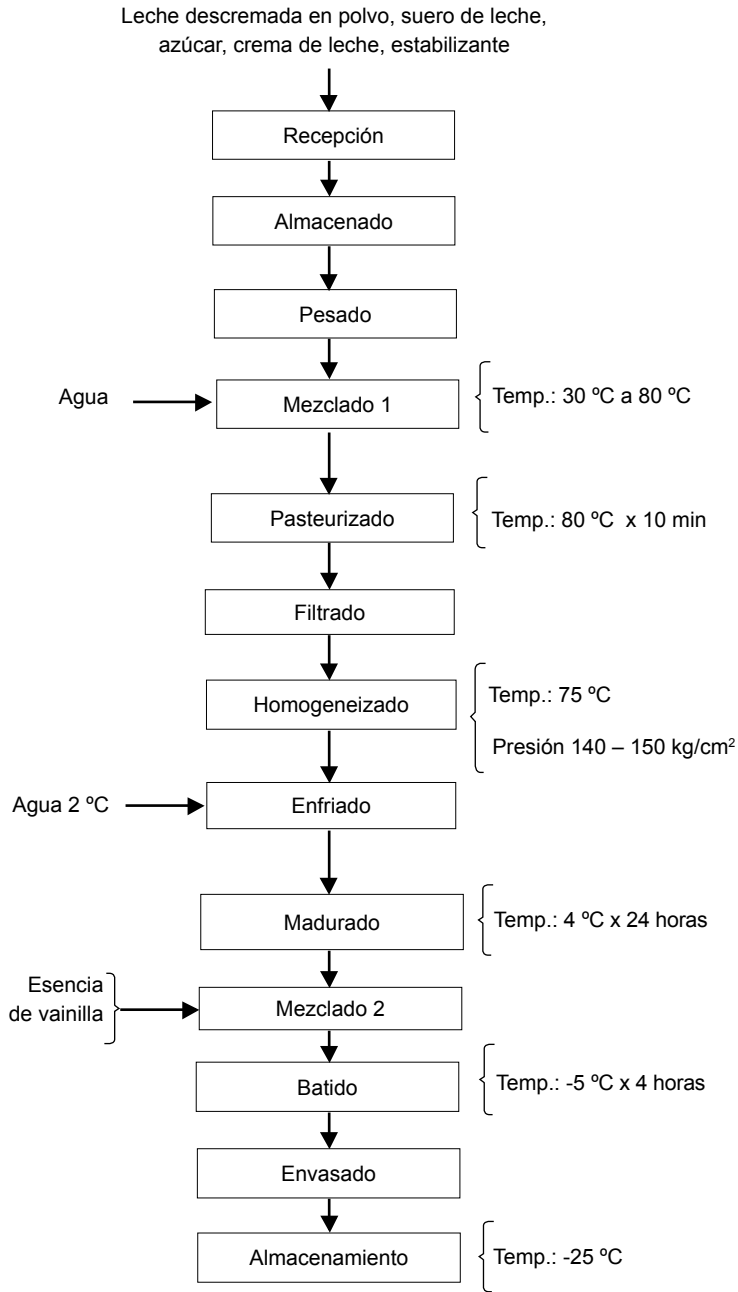 Leche descremada en polvo, suero de leche,
azúcar, crema de leche, estabilizante
Recepción
Almacenado
Pesado
Agua
Mezclado 1
Temp.: 30 ºC a 80 ºC
Pasteurizado
Temp.: 80 ºC x 10 min
Filtrado
Homogeneizado
Temp.: 75 ºC
Presión 140 – 150 kg/cm²
Agua 2 ºC
Enfriado
Madurado
Temp.: 4 ºC x 24 horas
Esencia
de vainilla
Mezclado 2
Batido
Temp.: -5 ºC x 4 horas
Envasado
Almacenamiento
Temp.: -25 ºC